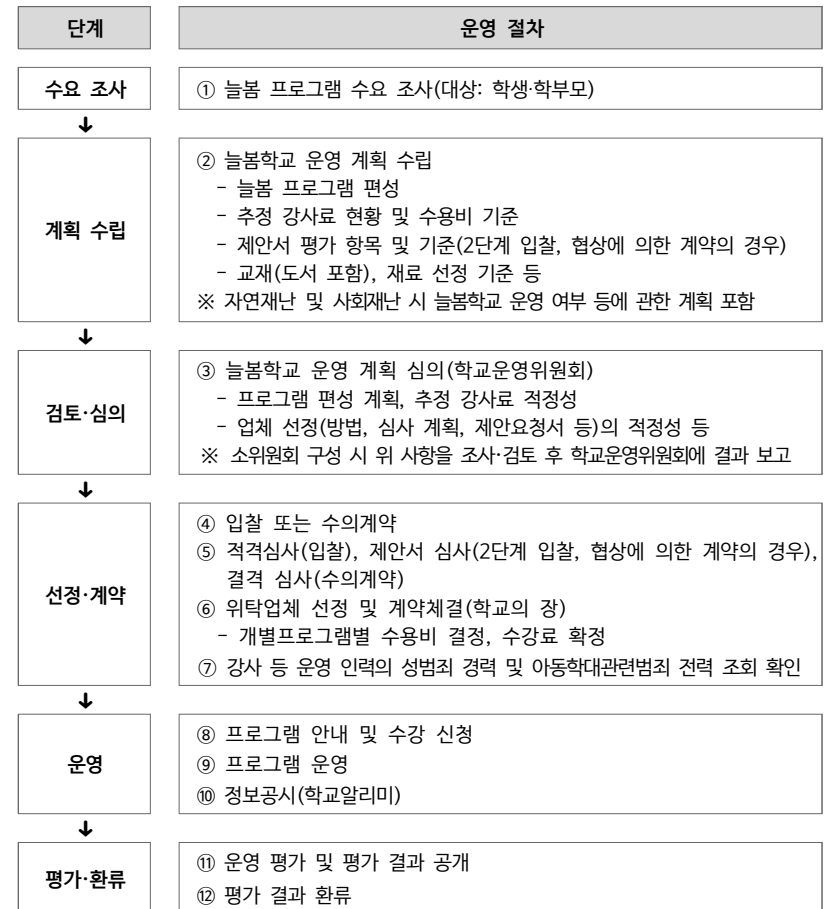 단계
운영 절차
수요 조사
① 늘봄 프로그램 수요 조사(대상: 학생·학부모)
↓
계획 수립
② 늘봄학교 운영 계획 수립
- 늘봄 프로그램 편성
- 추정 강사료 현황 및 수용비 기준
- 제안서 평가 항목 및 기준(2단계 입찰, 협상에 의한 계약의 경우)
- 교재(도서 포함), 재료 선정 기준 등
※ 자연재난 및 사회재난 시 늘봄학교 운영 여부 등에 관한 계획 포함
↓
검토·심의
③ 늘봄학교 운영 계획 심의(학교운영위원회)
- 프로그램 편성 계획, 추정 강사료 적정성
- 업체 선정(방법, 심사 계획, 제안요청서 등)의 적정성 등
※ 소위원회 구성 시 위 사항을 조사·검토 후 학교운영위원회에 결과 보고
↓
선정·계약
④ 입찰 또는 수의계약
⑤ 적격심사(입찰), 제안서 심사(2단계 입찰, 협상에 의한 계약의 경우),
결격 심사(수의계약)
⑥ 위탁업체 선정 및 계약체결(학교의 장)
- 개별프로그램별 수용비 결정, 수강료 확정
⑦ 강사 등 운영 인력의 성범죄 경력 및 아동학대관련범죄 전력 조회 확인
↓
운영
⑧ 프로그램 안내 및 수강 신청
⑨ 프로그램 운영
⑩ 정보공시(학교알리미)
↓
평가·환류
⑪ 운영 평가 및 평가 결과 공개
⑫ 평가 결과 환류